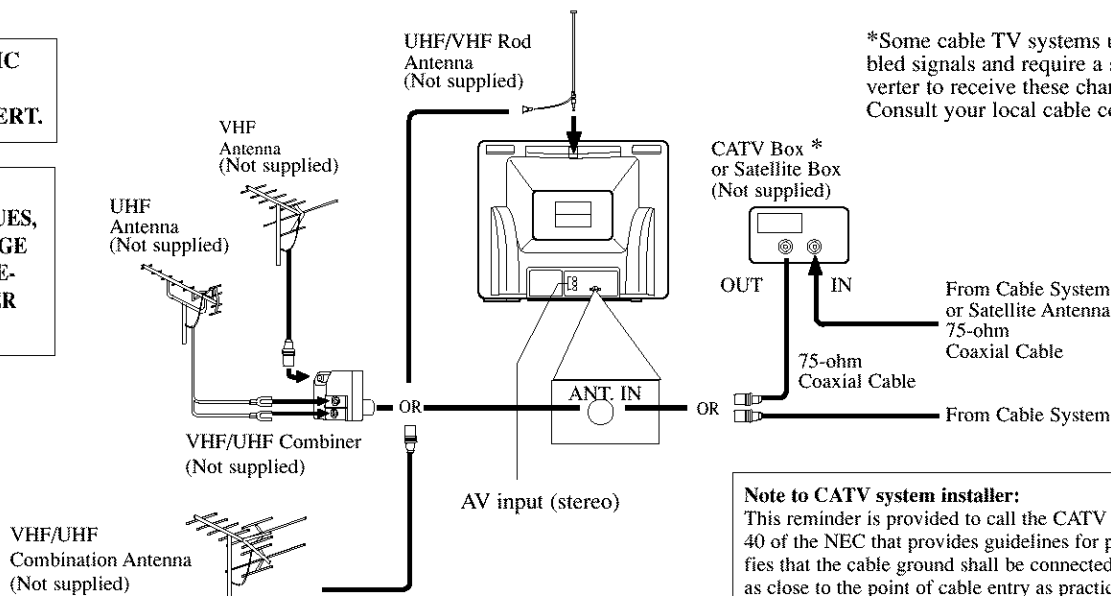 IC
ERT.
UES,
GE
E-
ER
UHF/VHF Rod
Antenna
(Not supplied)
VHF
Antenna
(Not supplied)
UHF
Antenna
(Not supplied)
*Some cable TV systems u
bled signals and require a s
verter to receive these char
Consult your local cable co
CATV Box *
or Satellite Box
(Not supplied)
OUT
IN
From Cable System
or Satellite Antenna
75-ohm
Coaxial Cable
75-ohm
Coaxial Cable
ANT. IN
OR
OR
From Cable System
VHF/UHF Combiner
(Not supplied)
AV input (stereo)
VHF/UHF
Combination Antenna
(Not supplied)
Note to CATV system installer:
This reminder is provided to call the CATV
40 of the NEC that provides guidelines for p
fies that the cable ground shall be connected
as close to the point of cable entry as practic